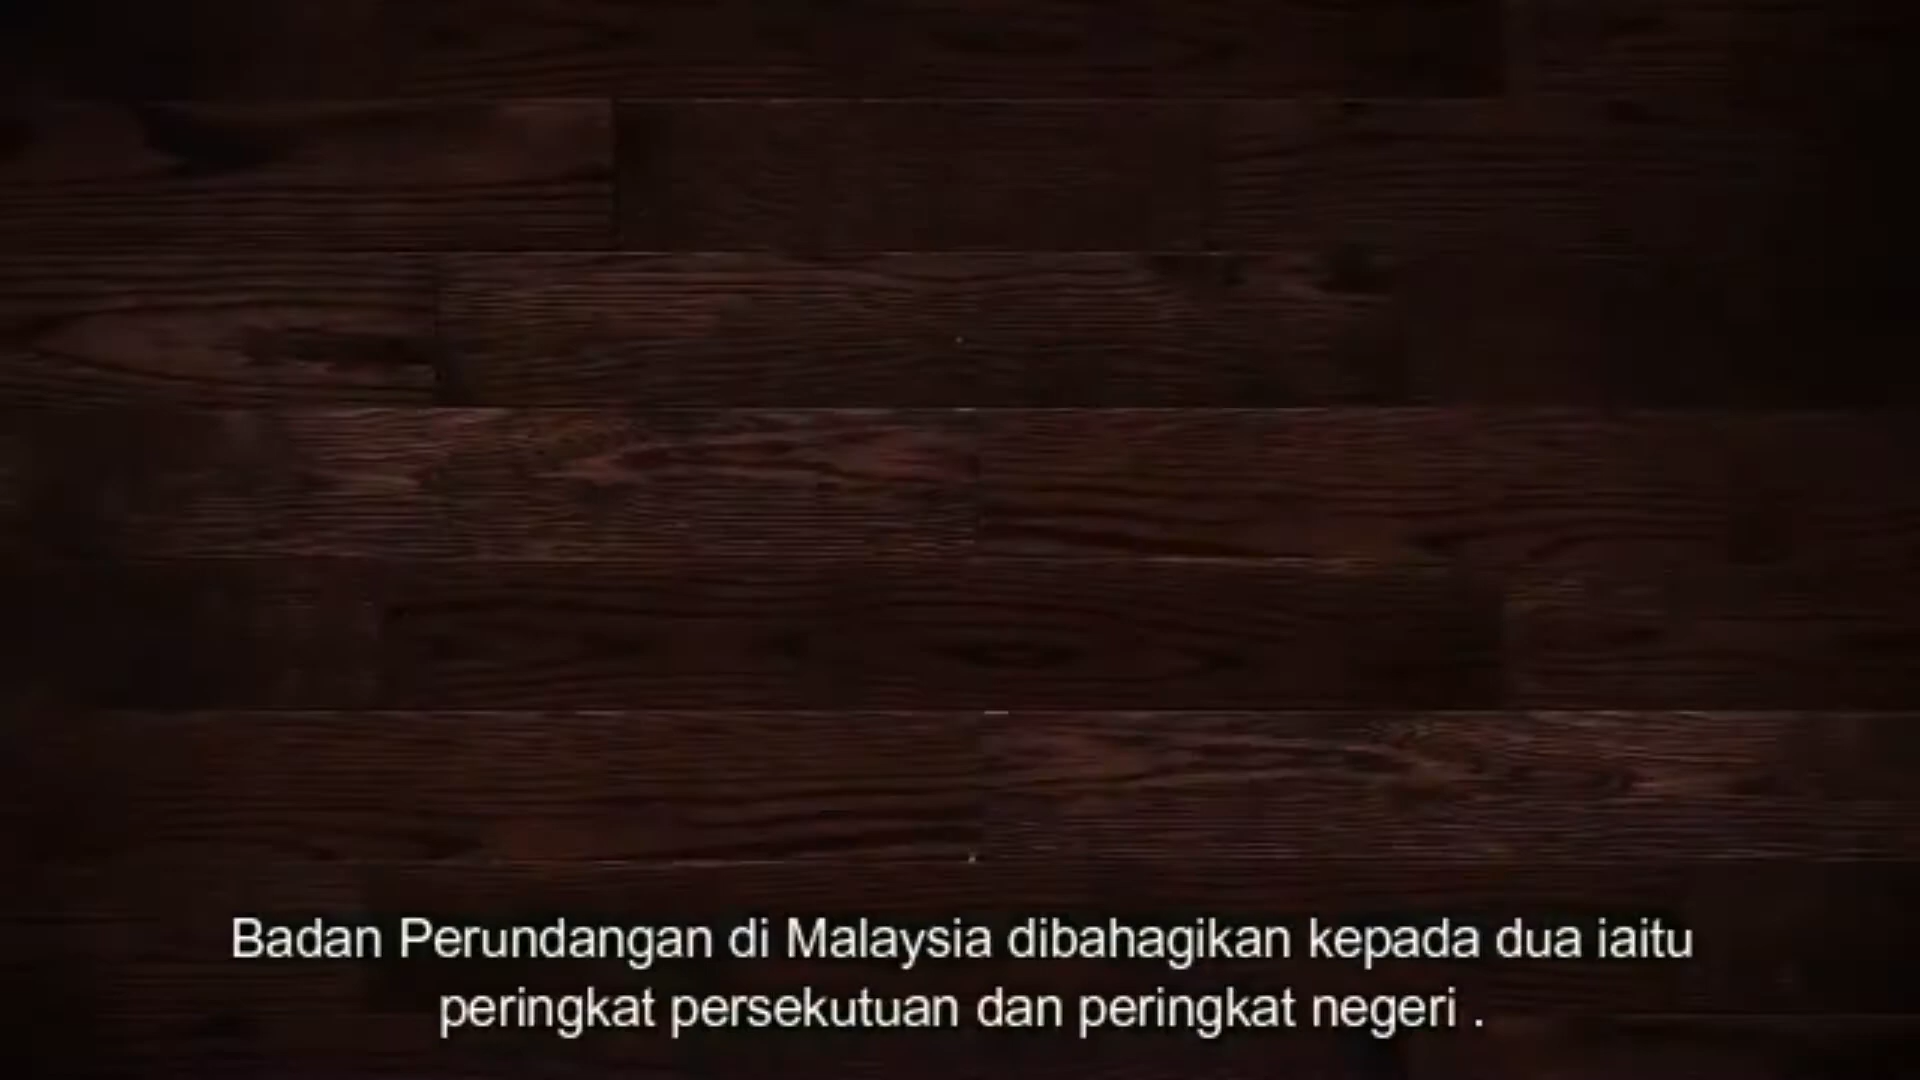 Badan Perundangan di Malaysia dibahagikan kepada dua iaitu
peringkat persekutuan dan peringkat negeri .